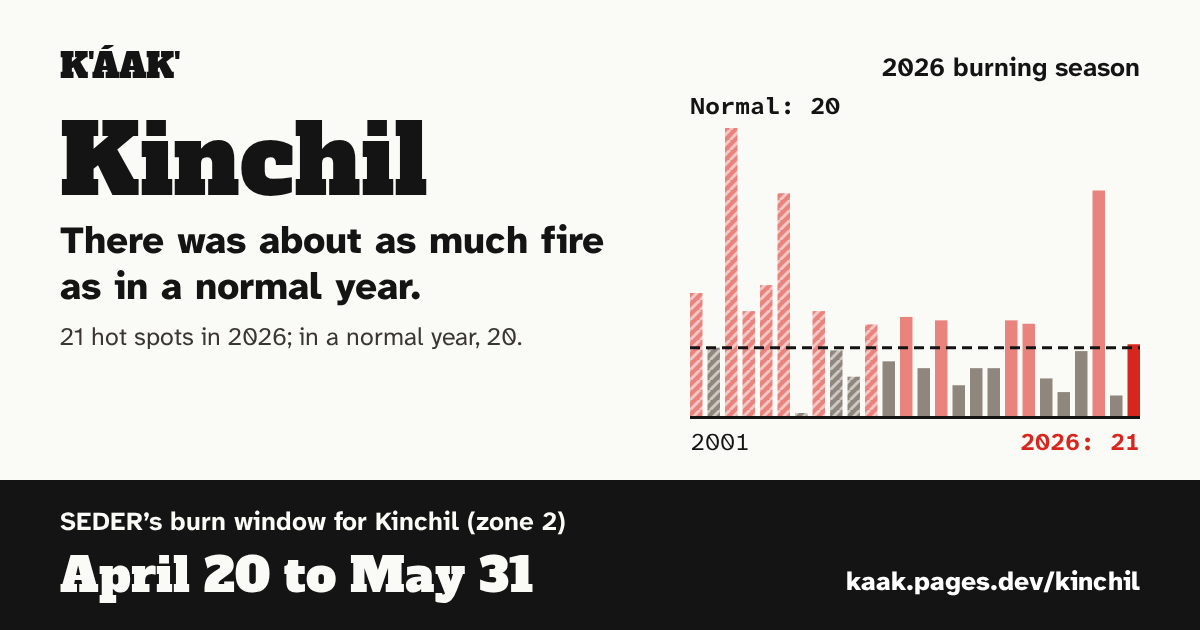 K'ÁAK'
2026 burning season
Kinchil
There was about as much fire
as in a normal year.
21 hot spots in 2026; in a normal year, 20.
Normal: 20
2001
2026: 21
SEDER’s burn window for Kinchil (zone 2)
April 20 to May 31
kaak.pages.dev/kinchil